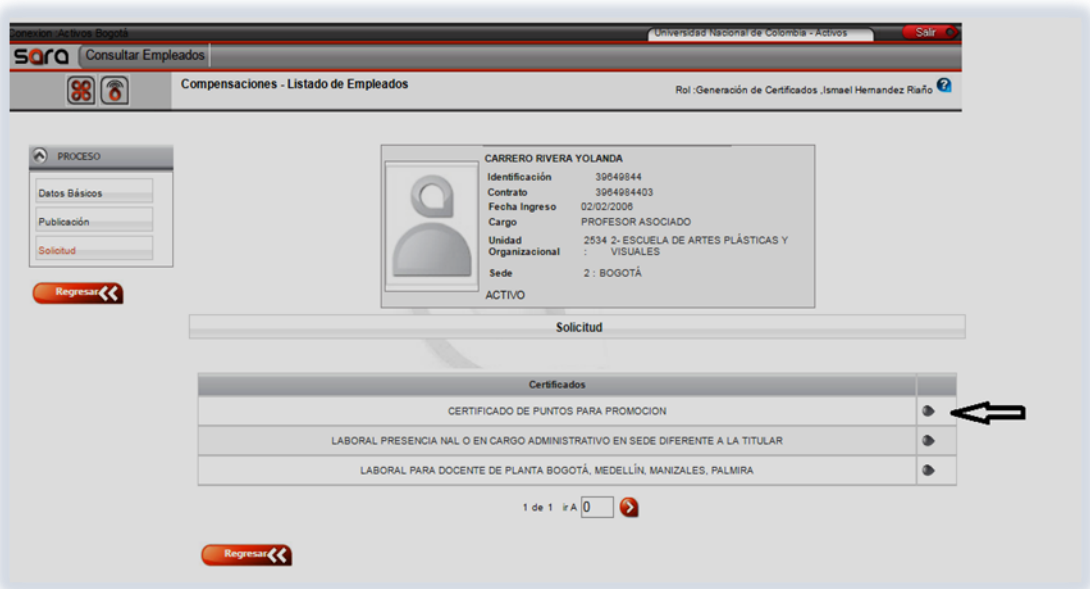 Conexion :Activos Bogotá
Universidad Nacional de Colombia - Activos
Salir
sara
Consultar Empleados
Compensaciones - Listado de Empleados
Rol :Generación de Certificados ,Ismael Hernandez Riaño
PROCESO
Datos Básicos
Publicación
Solicitud
Regresar
CARRERO RIVERA YOLANDA
Identificación 39649844
Contrato 3964984403
Fecha Ingreso 02/02/2006
Cargo PROFESOR ASOCIADO
Unidad 2534 2- ESCUELA DE ARTES PLÁSTICAS Y
Organizacional : VISUALES
Sede 2 : BOGOTÁ
ACTIVO
Solicitud
Certificados
CERTIFICADO DE PUNTOS PARA PROMOCION
LABORAL PRESENCIA NAL O EN CARGO ADMINISTRATIVO EN SEDE DIFERENTE A LA TITULAR
LABORAL PARA DOCENTE DE PLANTA BOGOTÁ, MEDELLÍN, MANIZALES, PALMIRA
1 de 1 ir A 0
Regresar